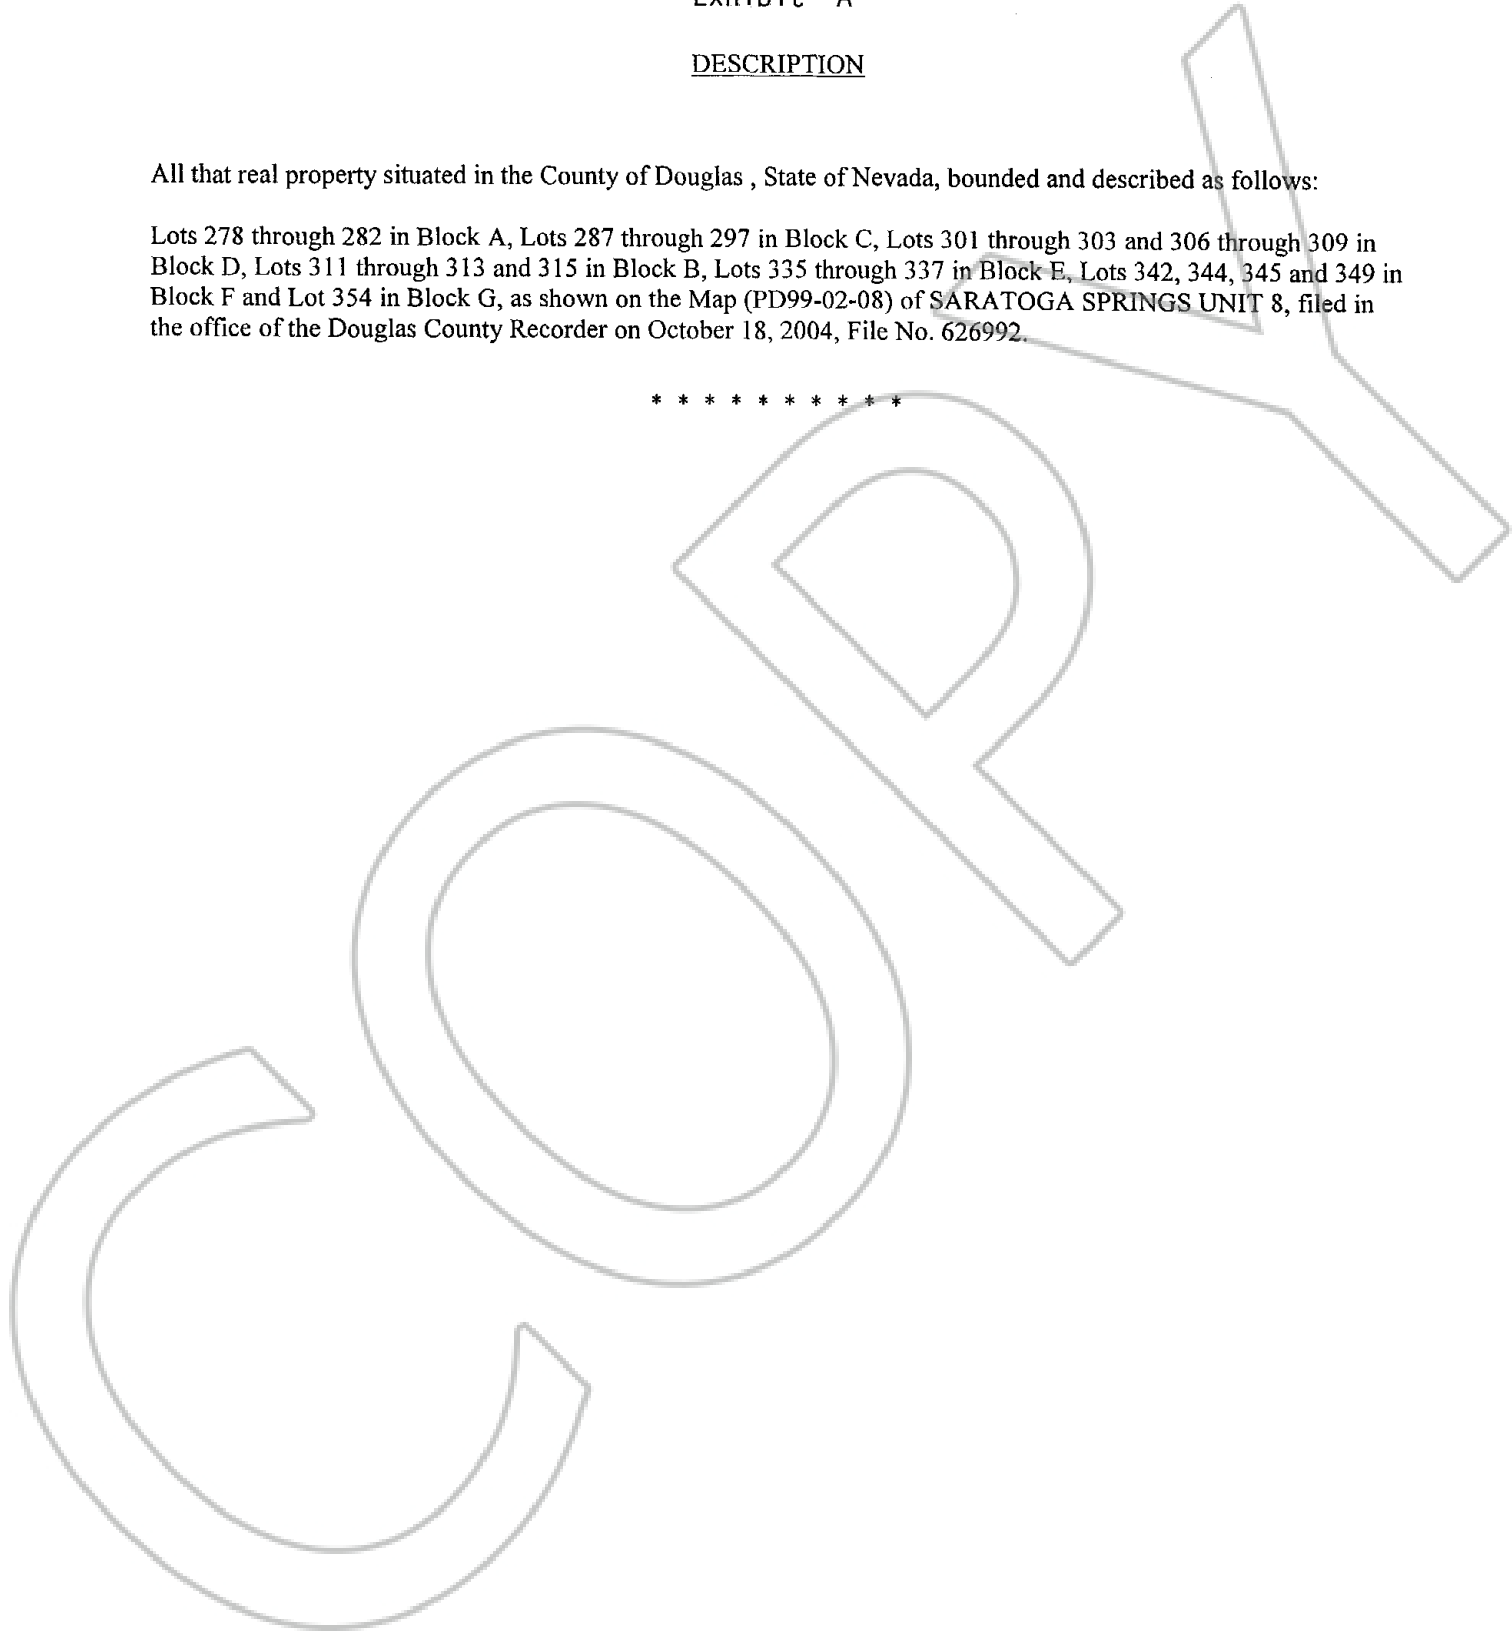 Exhibit "A"
DESCRIPTION
All that real property situated in the County of Douglas , State of Nevada, bounded and described as follows:
Lots 278 through 282 in Block A, Lots 287 through 297 in Block C, Lots 301 through 303 and 306 through 309 in
Block D, Lots 311 through 313 and 315 in Block B, Lots 335 through 337 in Block E, Lots 342, 344, 345 and 349 in
Block F and Lot 354 in Block G, as shown on the Map (PD99-02-08) of SARATOGA SPRINGS UNIT 8, filed in
the office of the Douglas County Recorder on October 18, 2004, File No. 626992.
* * * * * * * * * *
COPY